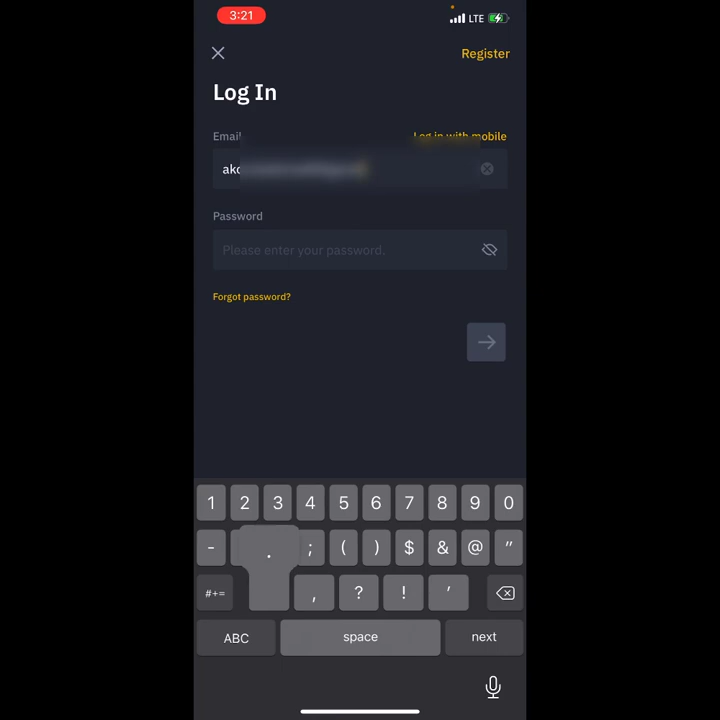 3:21
LTE
Register
Log In
Email
Log in with mobile
ako
Password
Please enter your password.
Forgot password?
1 2 3 4 5 6 7 8 9 0
- ; ( ) $ & @ "
.
#+= , ? ! '
ABC space next